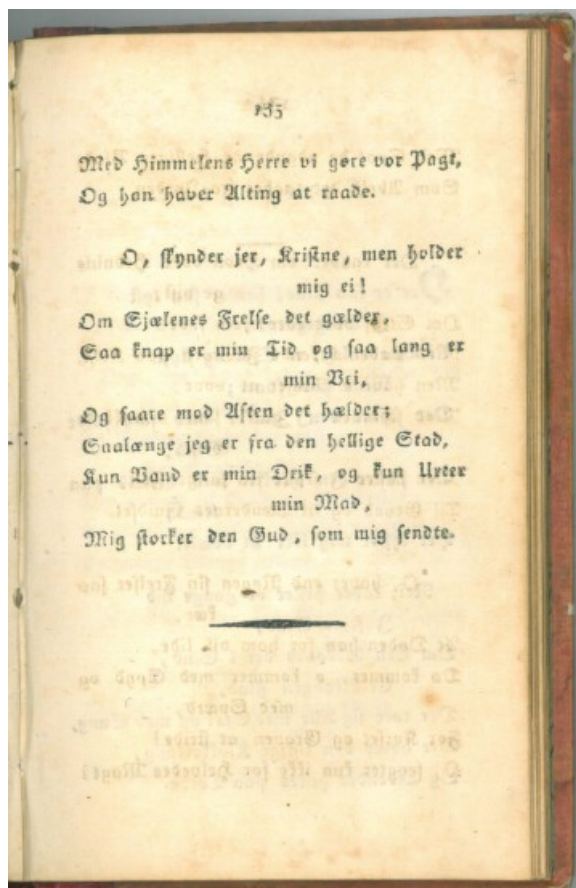 135
Med Himmelens Herre vi gøre vor Pagt,
Og han haver Alting at raade.
O, skynder jer, Kristne, men holder
mig ei!
Om Sjælenes Frelse det gælder,
Saa knap er min Tid og saa lang er
min Vei,
Og saare mod Aften det hælder;
Saalænge jeg er fra den hellige Stad,
Kun Vand er min Drik, og kun Urter
min Mad,
Mig styrker den Gud, som mig sendte.